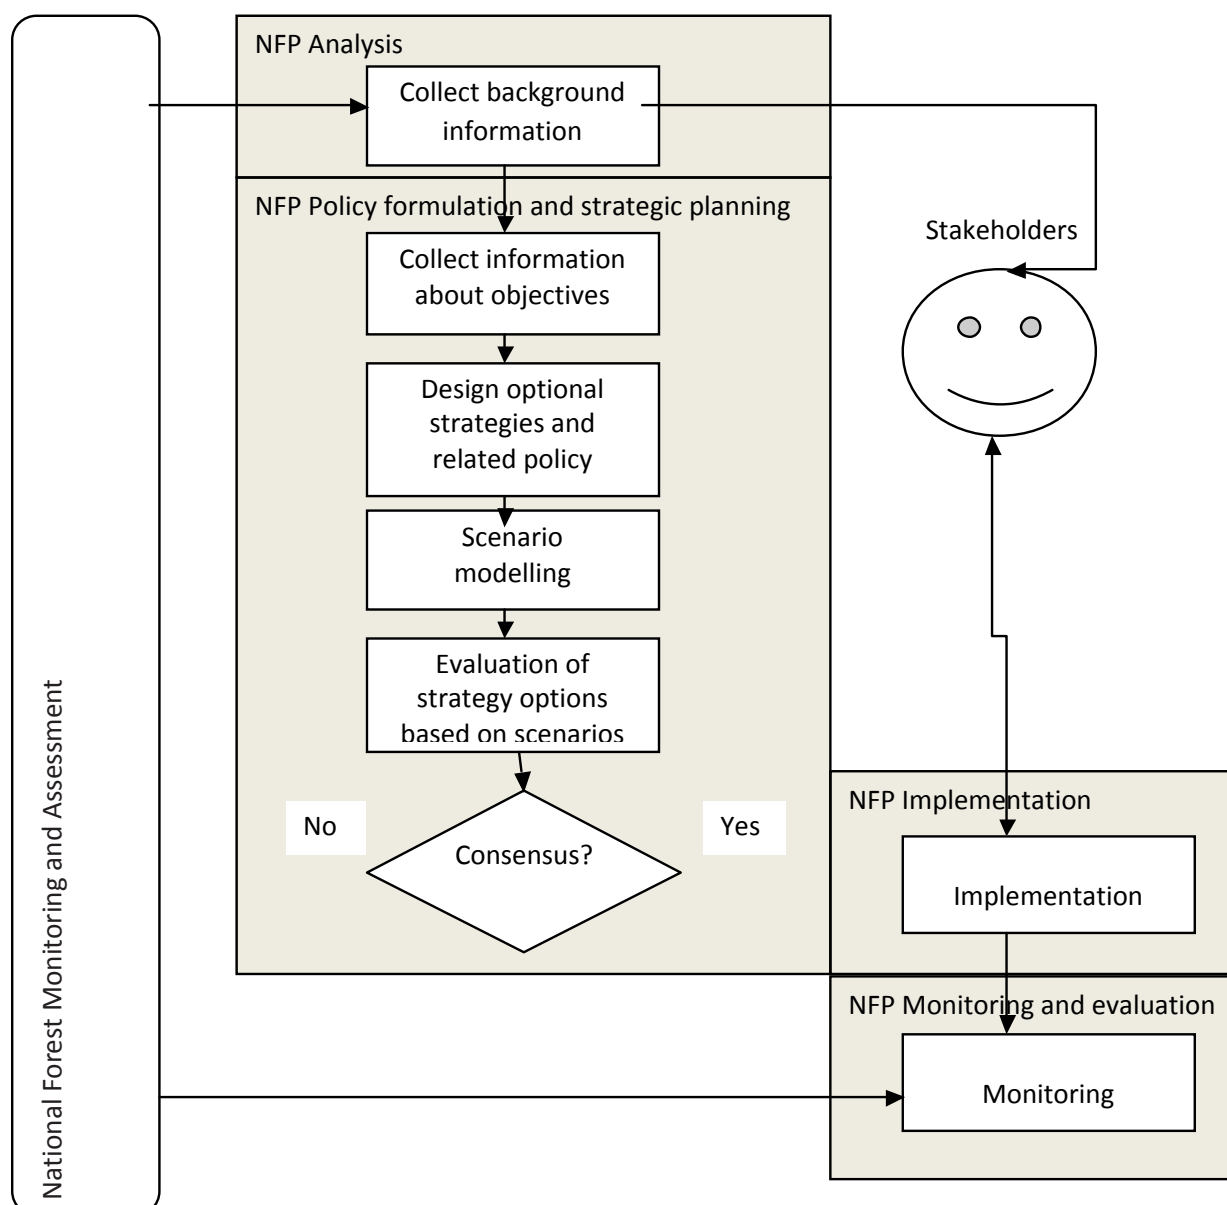 NFP Analysis
Collect background
information
NFP Policy formulation and strategic planning
Collect information
about objectives
Stakeholders
Design optional
strategies and
related policy
Scenario
modelling
Evaluation of
strategy options
based on scenarios
No
Yes
Consensus?
NFP Implementation
Implementation
NFP Monitoring and evaluation
Monitoring
National Forest Monitoring and Assessment